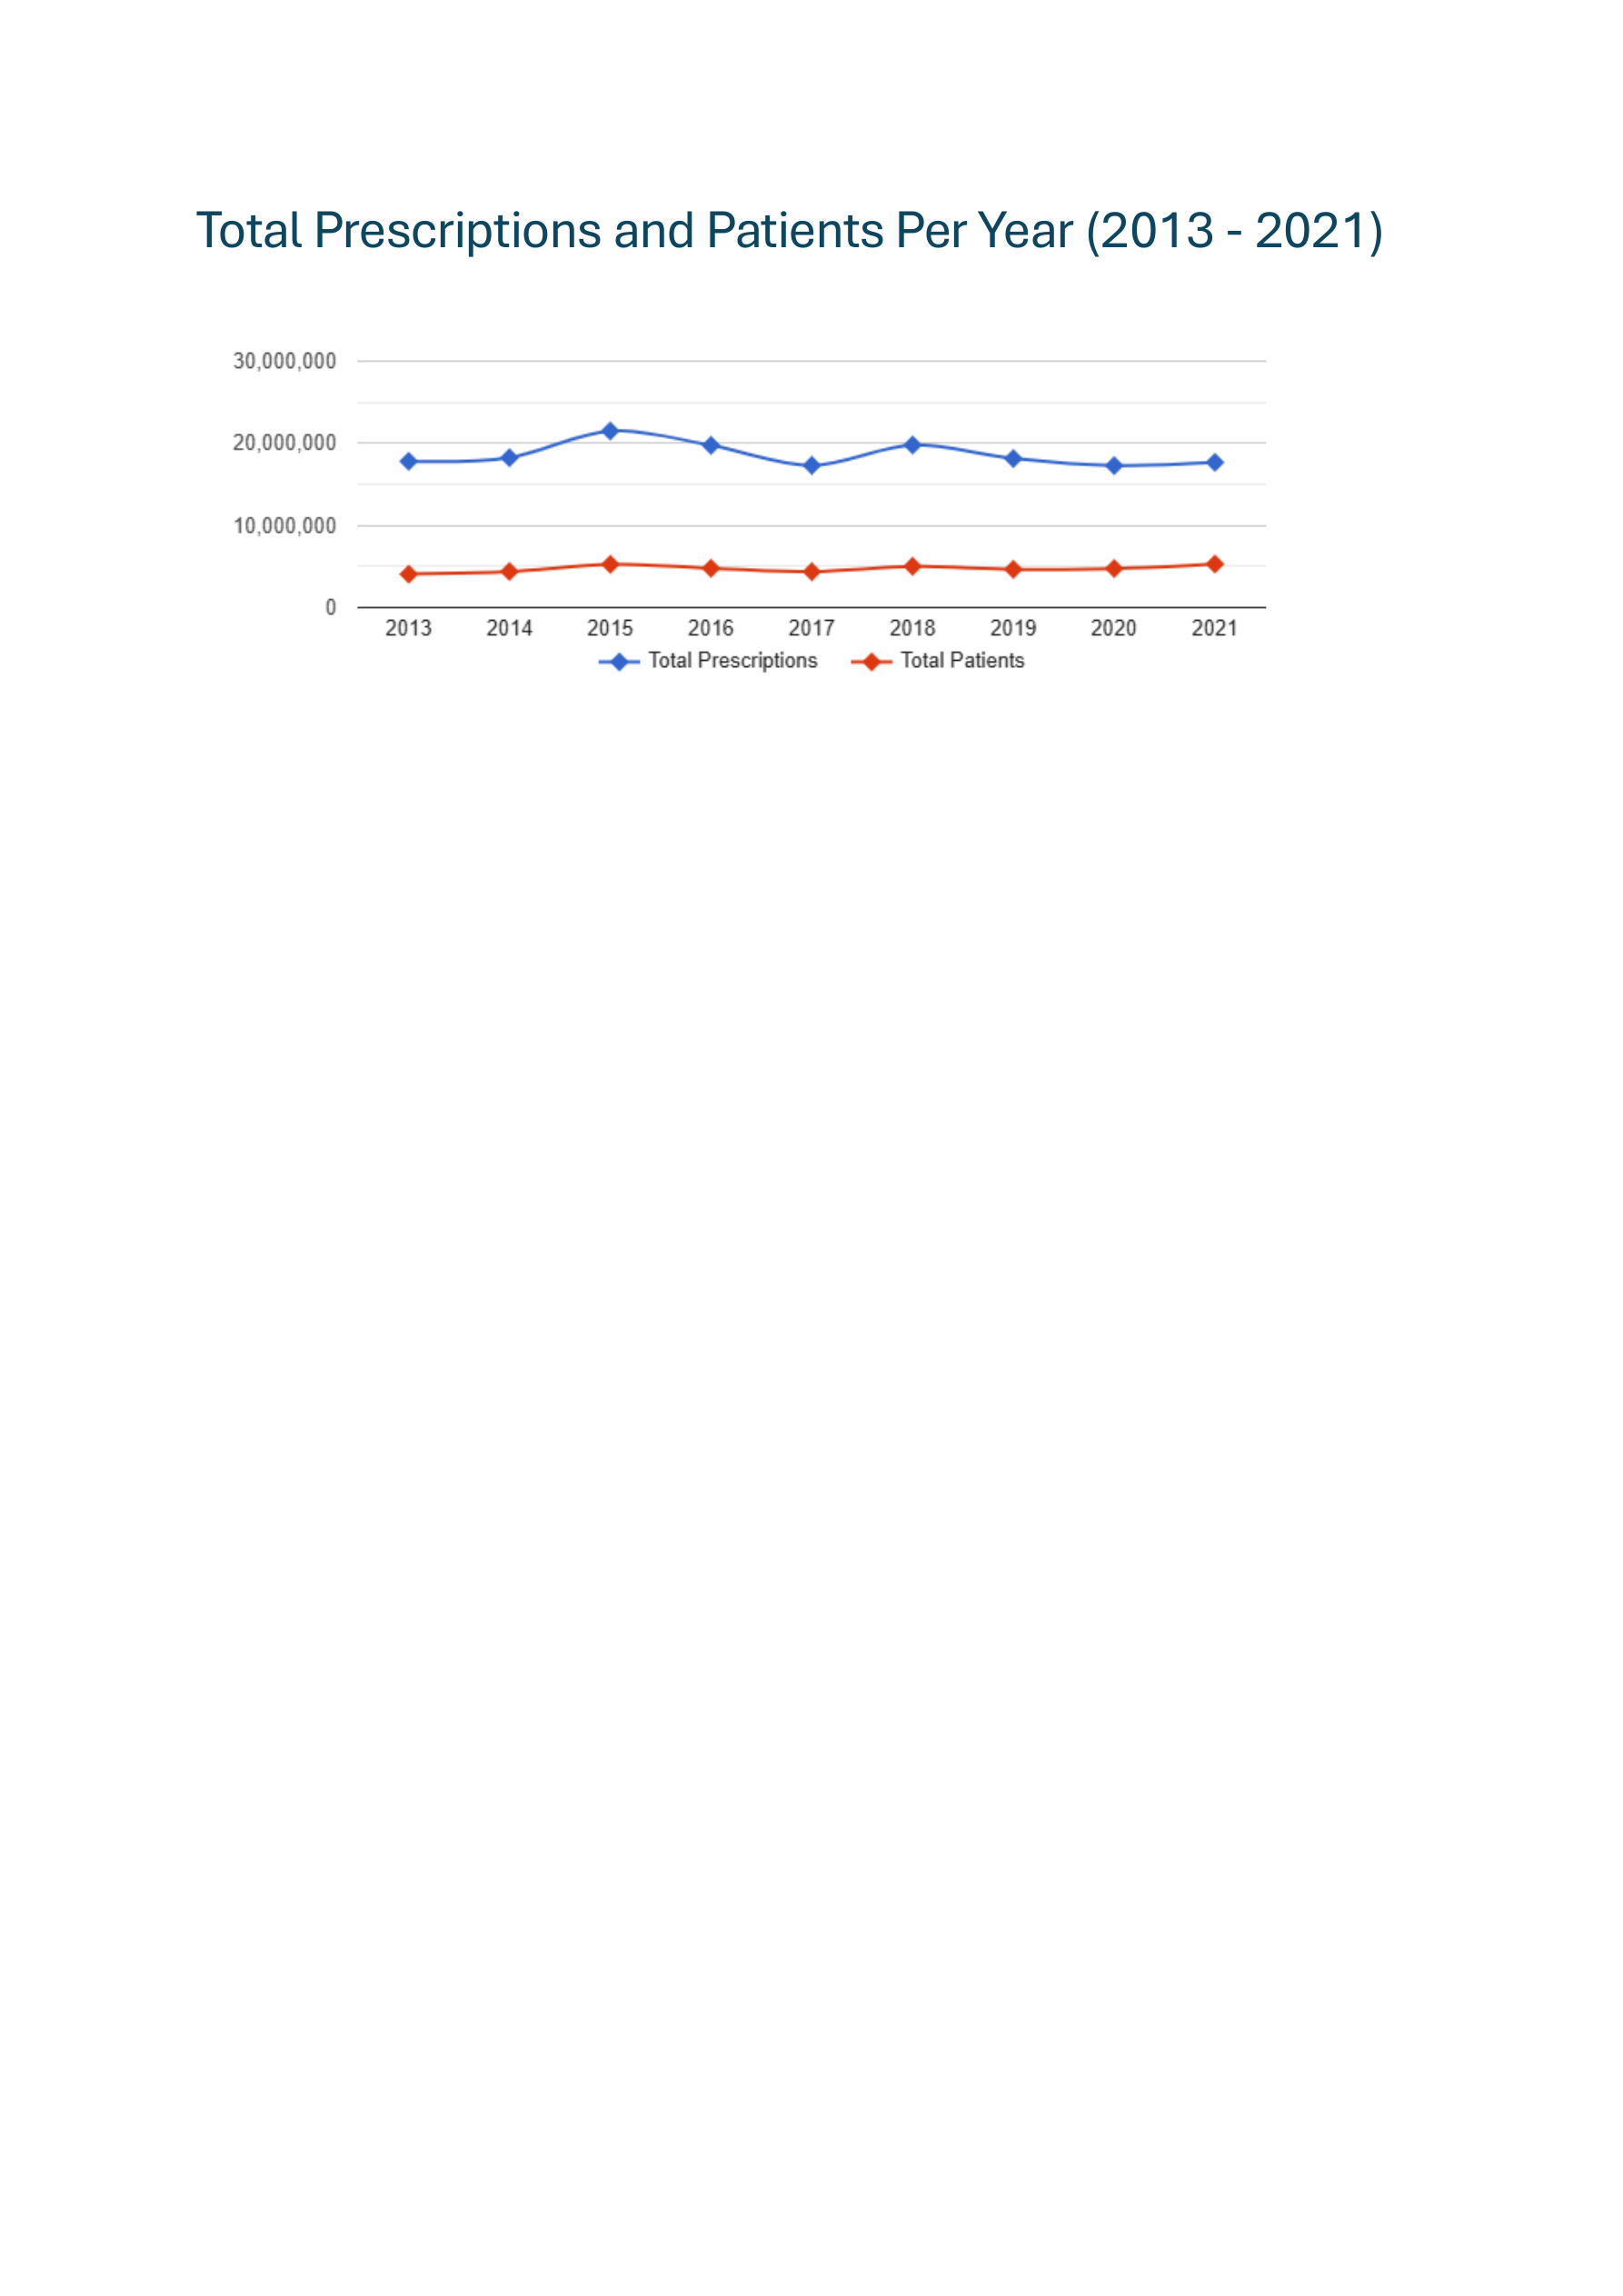 Total Prescriptions and Patients Per Year (2013 - 2021)
30,000,000
20,000,000
10,000,000
0
2013 2014 2015 2016 2017 2018 2019 2020 2021
Total Prescriptions Total Patients